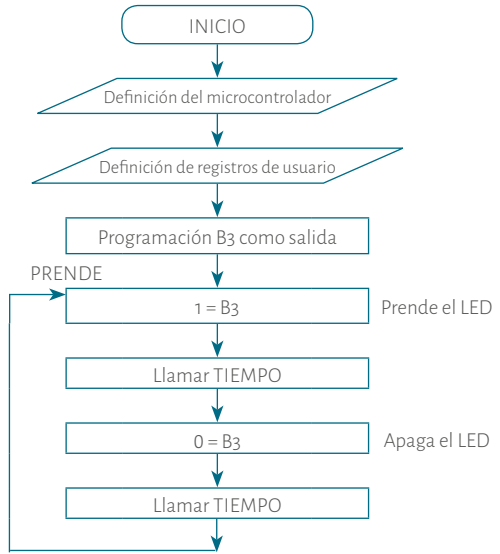 INICIO
Definición del microcontrolador
Definición de registros de usuario
Programación B3 como salida
PRENDE
1 = B3
Prende el LED
Llamar TIEMPO
0 = B3
Apaga el LED
Llamar TIEMPO